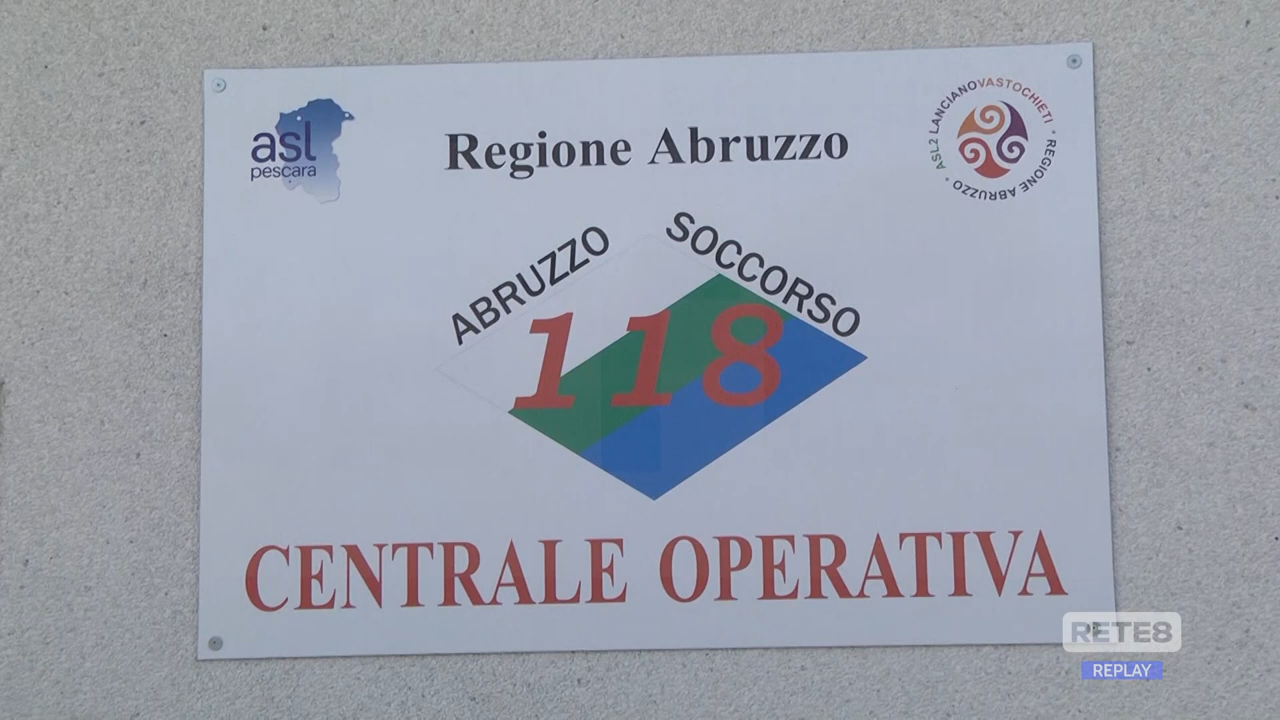 asl
pescara
Regione Abruzzo
ASL2 LANCIANOVASTOCHIETI * REGIONE ABRUZZO *
ABRUZZO SOCCORSO
118
CENTRALE OPERATIVA
RETE8
REPLAY